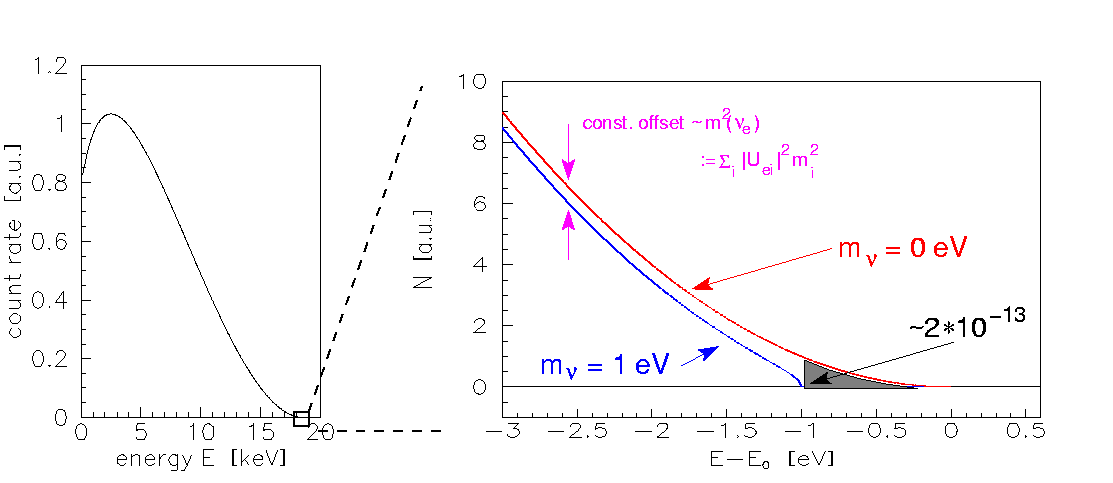 1.2
1
0.8
0.6
0.4
0.2
0
0 5 10 15 20
count rate [a.u.]
energy E [keV]
10
8
6
4
2
0
-3 -2.5 -2 -1.5 -1 -0.5 0 0.5
N [a.u.]
E-E₀ [eV]
const. offset ~m²(νₑ)
:= Σᵢ |Uₑᵢ|² mᵢ²
mᵥ = 0 eV
~2*10⁻¹³
mᵥ = 1 eV